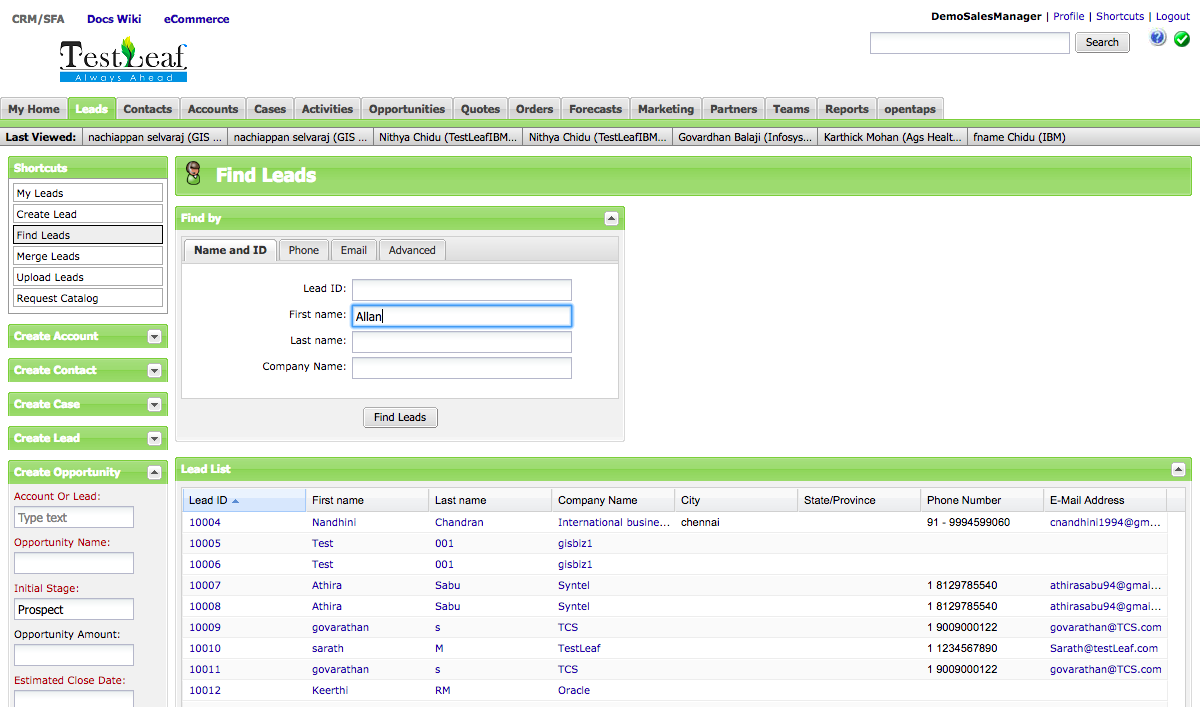 CRM/SFA Docs Wiki eCommerce
DemoSalesManager | Profile | Shortcuts | Logout
Search
TestLeaf
Always Ahead
My Home Leads Contacts Accounts Cases Activities Opportunities Quotes Orders Forecasts Marketing Partners Teams Reports opentaps
Last Viewed: nachiappan selvaraj (GIS ... nachiappan selvaraj (GIS ... Nithya Chidu (TestLeafIBM... Nithya Chidu (TestLeafIBM... Govardhan Balaji (Infosys... Karthick Mohan (Ags Healt... fname Chidu (IBM)
Shortcuts
My Leads
Create Lead
Find Leads
Merge Leads
Upload Leads
Request Catalog
Create Account
Create Contact
Create Case
Create Lead
Create Opportunity
Account Or Lead:
Type text
Opportunity Name:
Initial Stage:
Prospect
Opportunity Amount:
Estimated Close Date:
Find Leads
Find by
Name and ID Phone Email Advanced
Lead ID:
First name: Allan
Last name:
Company Name:
Find Leads
Lead List
Lead ID First name Last name Company Name City State/Province Phone Number E-Mail Address
10004 Nandhini Chandran International busine... chennai 91 - 9994599060 cnandhini1994@gm...
10005 Test 001 gisbiz1
10006 Test 001 gisbiz1
10007 Athira Sabu Syntel 1 8129785540 athirasabu94@gmai...
10008 Athira Sabu Syntel 1 8129785540 athirasabu94@gmai...
10009 govarathan s TCS 1 9009000122 govarathan@TCS.com
10010 sarath M TestLeaf 1 1234567890 Sarath@testLeaf.com
10011 govarathan s TCS 1 9009000122 govarathan@TCS.com
10012 Keerthi RM Oracle